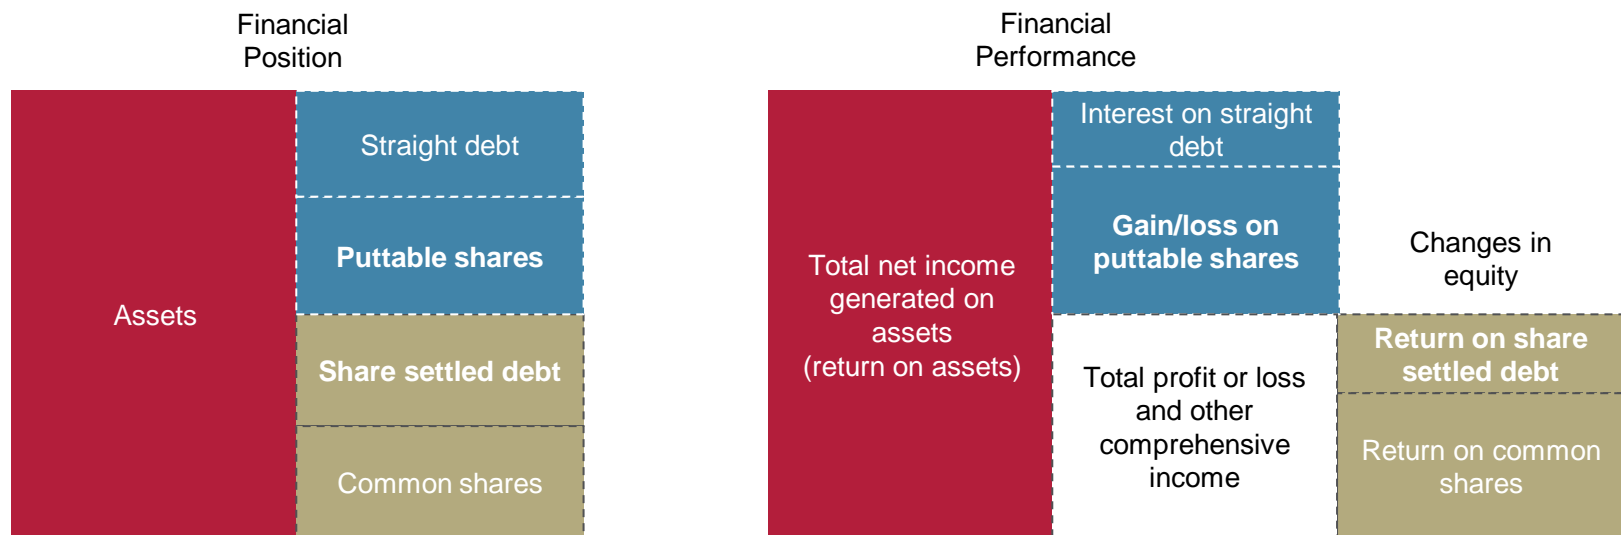 Financial
Position
Assets
Straight debt
Puttable shares
Share settled debt
Common shares
Financial
Performance
Total net income
generated on
assets
(return on assets)
Interest on straight
debt
Gain/loss on
puttable shares
Total profit or loss
and other
comprehensive
income
Changes in
equity
Return on share
settled debt
Return on common
shares